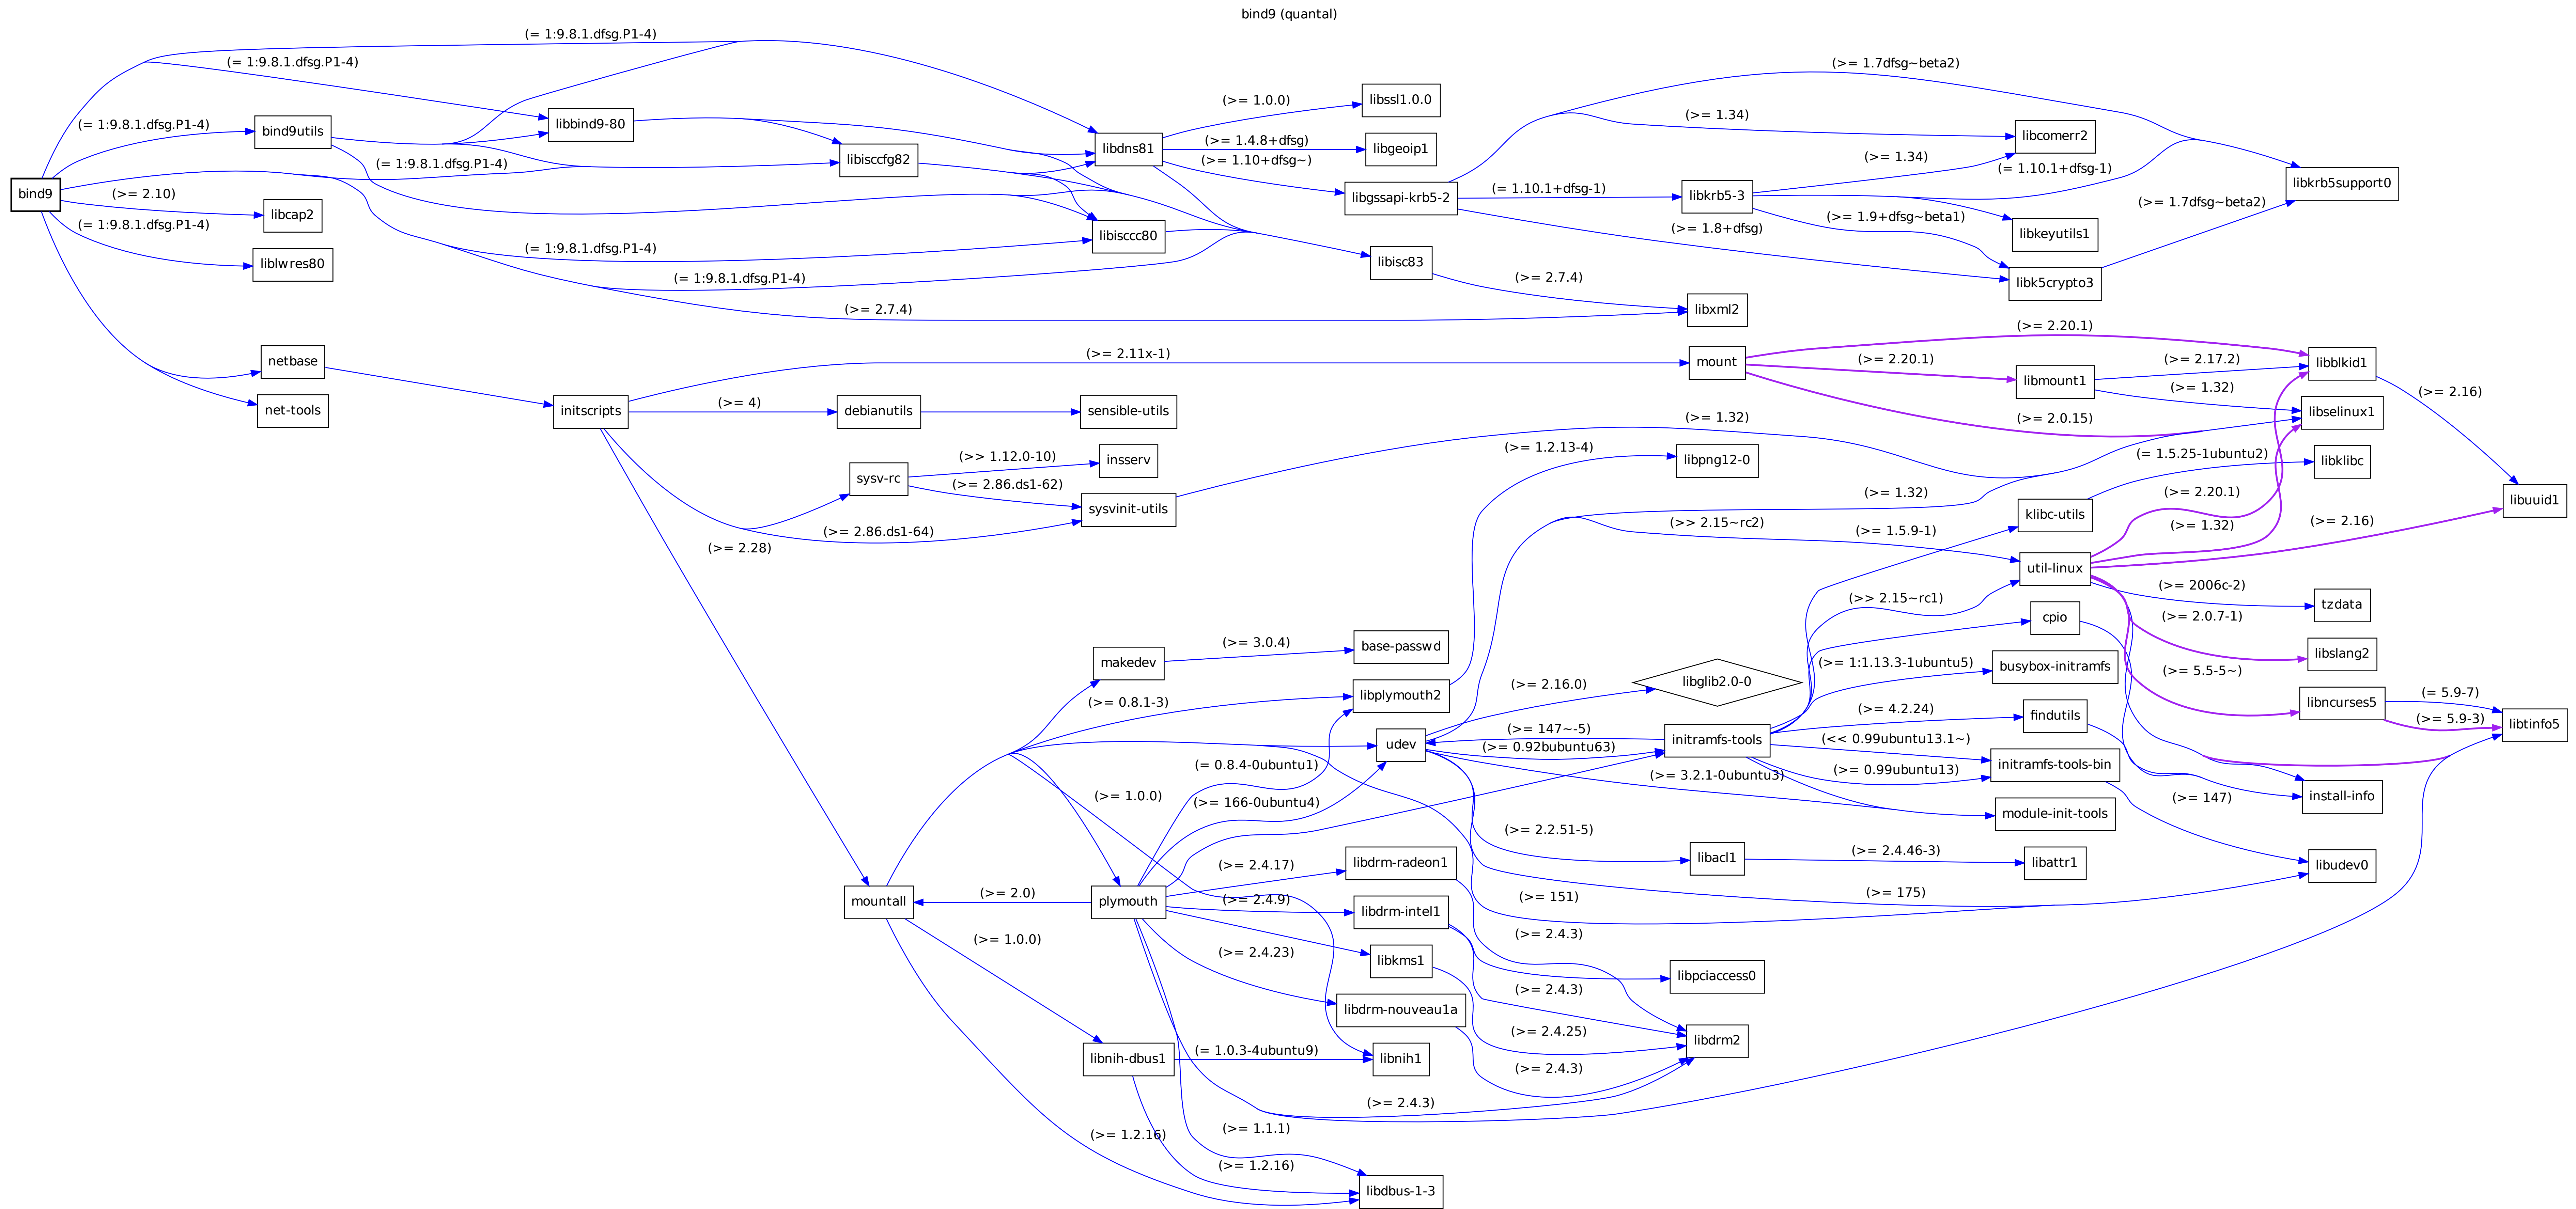 bind9 (quantal)
(= 1:9.8.1.dfsg.P1-4)
(= 1:9.8.1.dfsg.P1-4)
(= 1:9.8.1.dfsg.P1-4)
bind9utils
libbind9-80
(= 1:9.8.1.dfsg.P1-4)
libisccfg82
bind9
(>= 2.10)
libcap2
(= 1:9.8.1.dfsg.P1-4)
liblwres80
(= 1:9.8.1.dfsg.P1-4)
(= 1:9.8.1.dfsg.P1-4)
(>= 2.7.4)
libdns81
libisccc80
(>= 1.0.0)
libssl1.0.0
(>= 1.4.8+dfsg)
libgeoip1
(>= 1.10+dfsg~)
libgssapi-krb5-2
libisc83
(>= 2.7.4)
libxml2
(>= 1.7dfsg~beta2)
(>= 1.34)
libcomerr2
(>= 1.34)
(= 1.10.1+dfsg-1)
(= 1.10.1+dfsg-1)
libkrb5-3
libkrb5support0
(>= 1.9+dfsg~beta1)
(>= 1.7dfsg~beta2)
(>= 1.8+dfsg)
libkeyutils1
libk5crypto3
netbase
net-tools
initscripts
(>= 2.11x-1)
(>= 4)
debianutils
sensible-utils
sysv-rc
(>> 1.12.0-10)
insserv
(>= 2.86.ds1-62)
sysvinit-utils
(>= 2.86.ds1-64)
(>= 2.28)
mount
(>= 2.20.1)
(>= 2.20.1)
libmount1
(>= 2.17.2)
libblkid1
(>= 1.32)
(>= 2.16)
libselinux1
(>= 2.0.15)
(>= 1.32)
(>= 1.2.13-4)
libpng12-0
(= 1.5.25-1ubuntu2)
libklibc
(>= 1.32)
(>= 2.20.1)
klibc-utils
libuuid1
(>> 2.15~rc2)
(>= 1.5.9-1)
(>= 1.32)
(>= 2.16)
util-linux
(>= 2006c-2)
tzdata
(>> 2.15~rc1)
(>= 2.0.7-1)
cpio
libslang2
makedev
(>= 3.0.4)
base-passwd
(>= 1:1.13.3-1ubuntu5)
busybox-initramfs
(>= 5.5-5~)
(>= 0.8.1-3)
libplymouth2
(>= 2.16.0)
libglib2.0-0
libncurses5
(= 5.9-7)
(>= 5.9-3)
libtinfo5
(>= 4.2.24)
findutils
udev
(>= 147~-5)
initramfs-tools
(>= 0.92bubuntu63)
(<< 0.99ubuntu13.1~)
initramfs-tools-bin
(= 0.8.4-0ubuntu1)
(>= 3.2.1-0ubuntu3)
(>= 0.99ubuntu13)
(>= 1.0.0)
(>= 166-0ubuntu4)
(>= 147)
install-info
module-init-tools
(>= 2.2.51-5)
libacl1
(>= 2.4.46-3)
libattr1
libudev0
(>= 2.4.17)
libdrm-radeon1
(>= 175)
(>= 151)
mountall
(>= 2.0)
plymouth
(>= 2.4.9)
libdrm-intel1
(>= 2.4.3)
(>= 1.0.0)
(>= 2.4.23)
libkms1
libpciaccess0
(>= 2.4.3)
libdrm-nouveau1a
(>= 2.4.25)
libdrm2
libnih-dbus1
(= 1.0.3-4ubuntu9)
libnih1
(>= 2.4.3)
(>= 2.4.3)
(>= 1.1.1)
(>= 1.2.16)
(>= 1.2.16)
libdbus-1-3